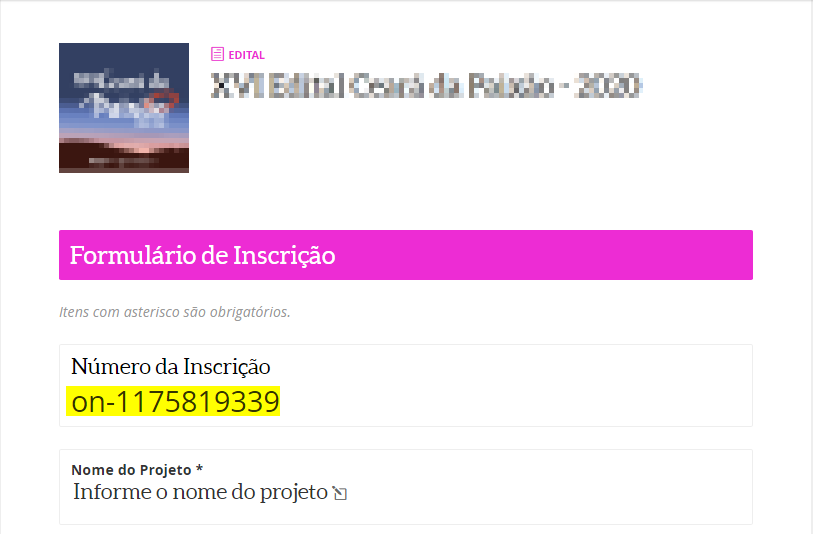 EDITAL
XVI Edital Ceará da Paixão - 2020
Formulário de Inscrição
Itens com asterisco são obrigatórios.
Número da Inscrição
on-1175819339
Nome do Projeto *
Informe o nome do projeto